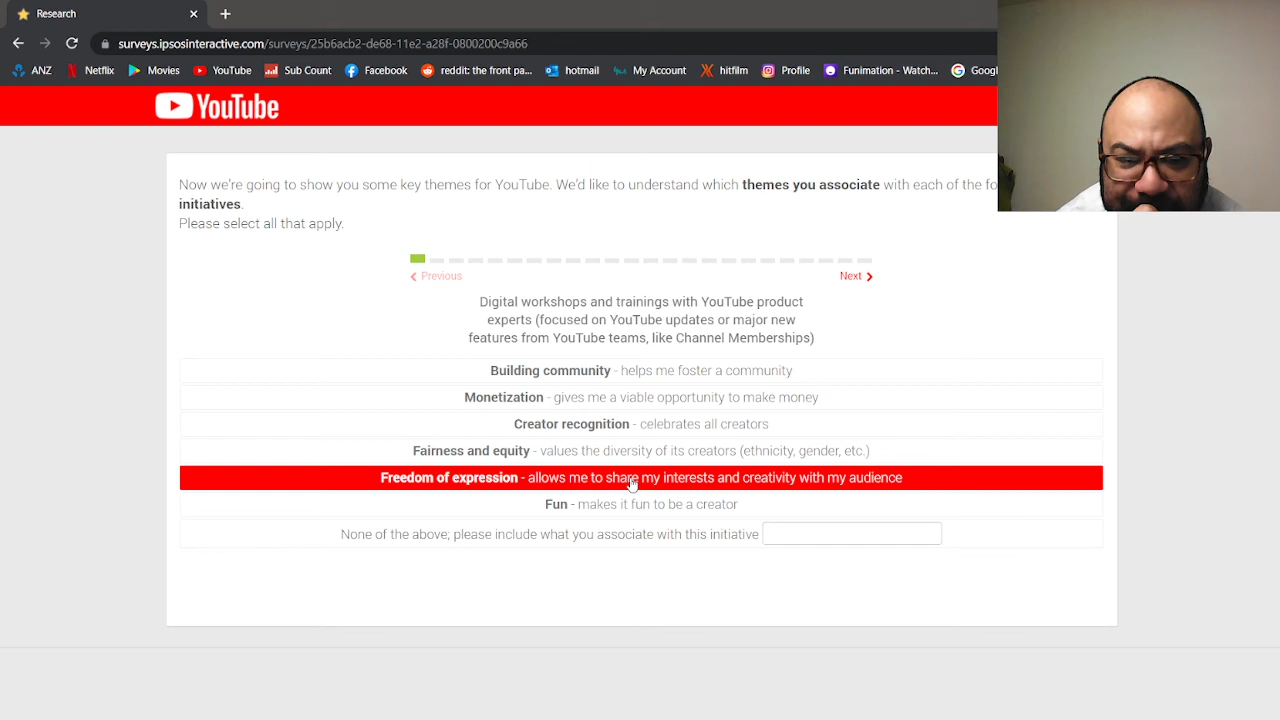 Research
surveys.ipsosinteractive.com/surveys/25b6acb2-de68-11e2-a28f-0800200c9a66
ANZ Netflix Movies YouTube Sub Count Facebook reddit: the front pa... hotmail My Account hitfilm Profile Funimation - Watch... Googl
YouTube
Now we're going to show you some key themes for YouTube. We'd like to understand which themes you associate with each of the fo
initiatives.
Please select all that apply.
Previous Next
Digital workshops and trainings with YouTube product
experts (focused on YouTube updates or major new
features from YouTube teams, like Channel Memberships)
Building community - helps me foster a community
Monetization - gives me a viable opportunity to make money
Creator recognition - celebrates all creators
Fairness and equity - values the diversity of its creators (ethnicity, gender, etc.)
Freedom of expression - allows me to share my interests and creativity with my audience
Fun - makes it fun to be a creator
None of the above; please include what you associate with this initiative